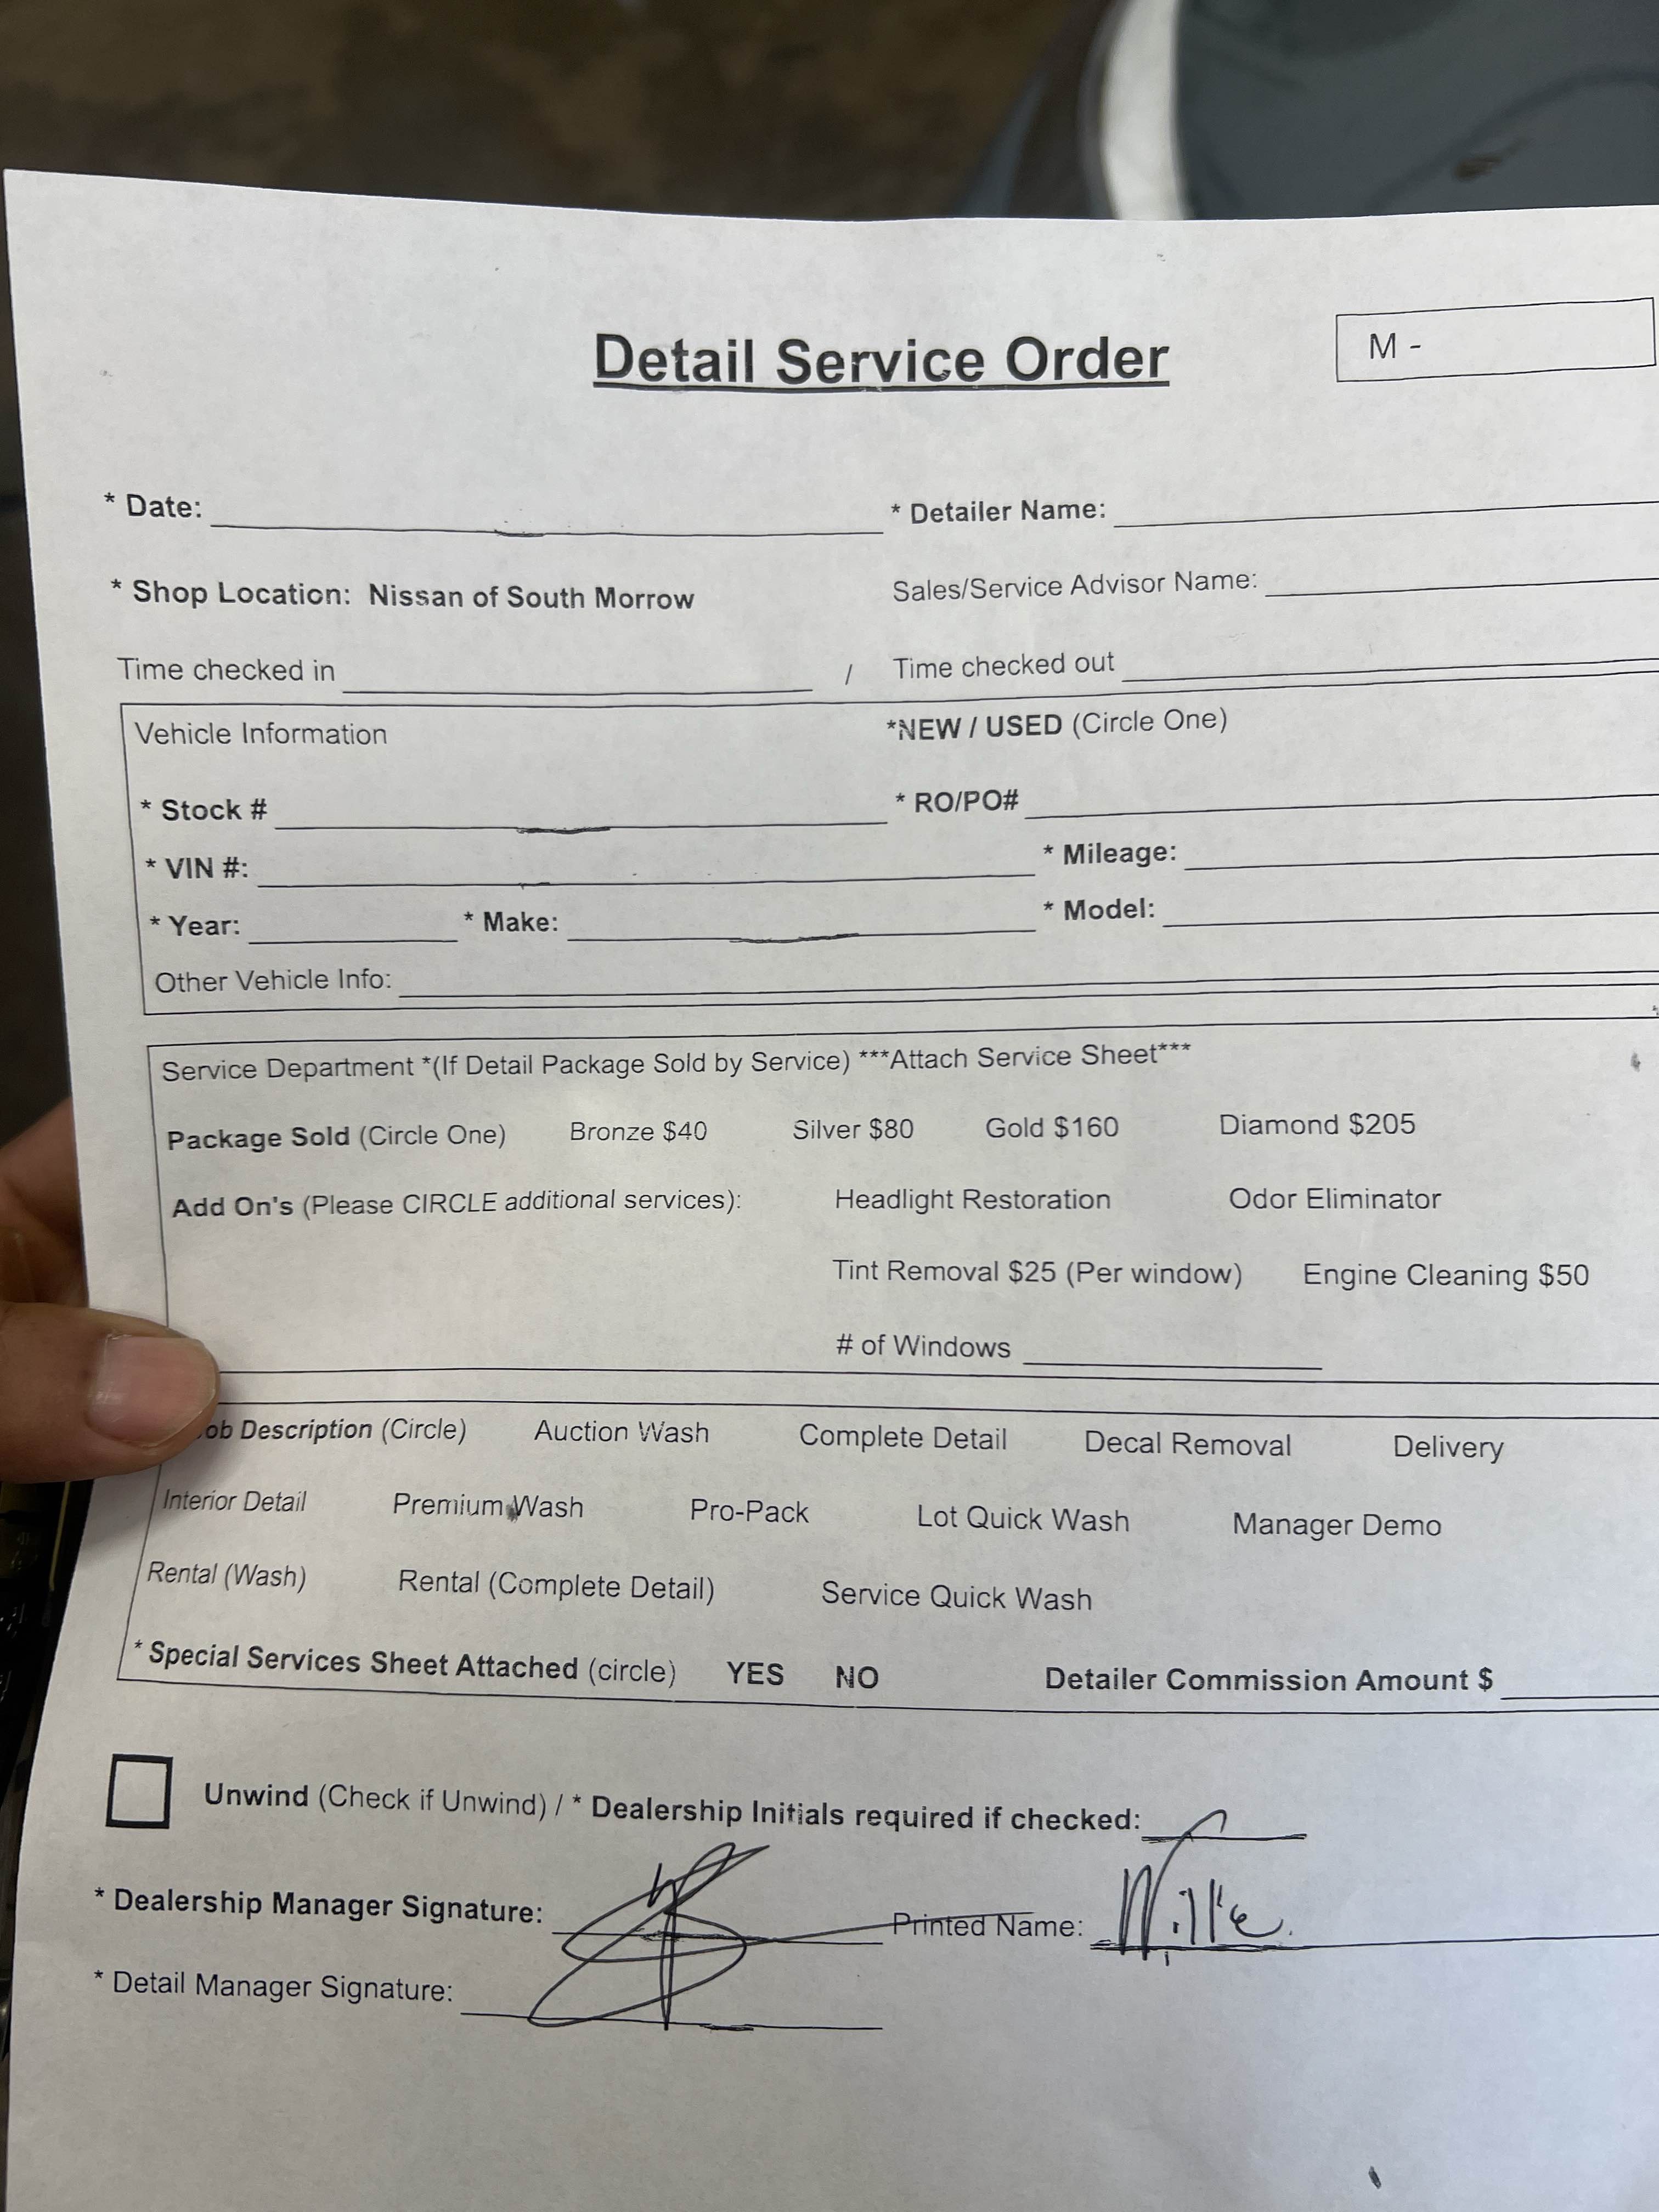 Detail Service Order
M -
* Date: * Detailer Name:
* Shop Location: Nissan of South Morrow Sales/Service Advisor Name:
Time checked in / Time checked out
Vehicle Information *NEW / USED (Circle One)
* Stock # * RO/PO#
* VIN #: * Mileage:
* Year: * Make: * Model:
Other Vehicle Info:
Service Department *(If Detail Package Sold by Service) ***Attach Service Sheet***
Package Sold (Circle One) Bronze $40 Silver $80 Gold $160 Diamond $205
Add On's (Please CIRCLE additional services): Headlight Restoration Odor Eliminator
Tint Removal $25 (Per window) Engine Cleaning $50
# of Windows
ob Description (Circle) Auction Wash Complete Detail Decal Removal Delivery
Interior Detail Premium Wash Pro-Pack Lot Quick Wash Manager Demo
Rental (Wash) Rental (Complete Detail) Service Quick Wash
* Special Services Sheet Attached (circle) YES NO Detailer Commission Amount $
Unwind (Check if Unwind) / * Dealership Initials required if checked:
* Dealership Manager Signature: Printed Name:
* Detail Manager Signature: